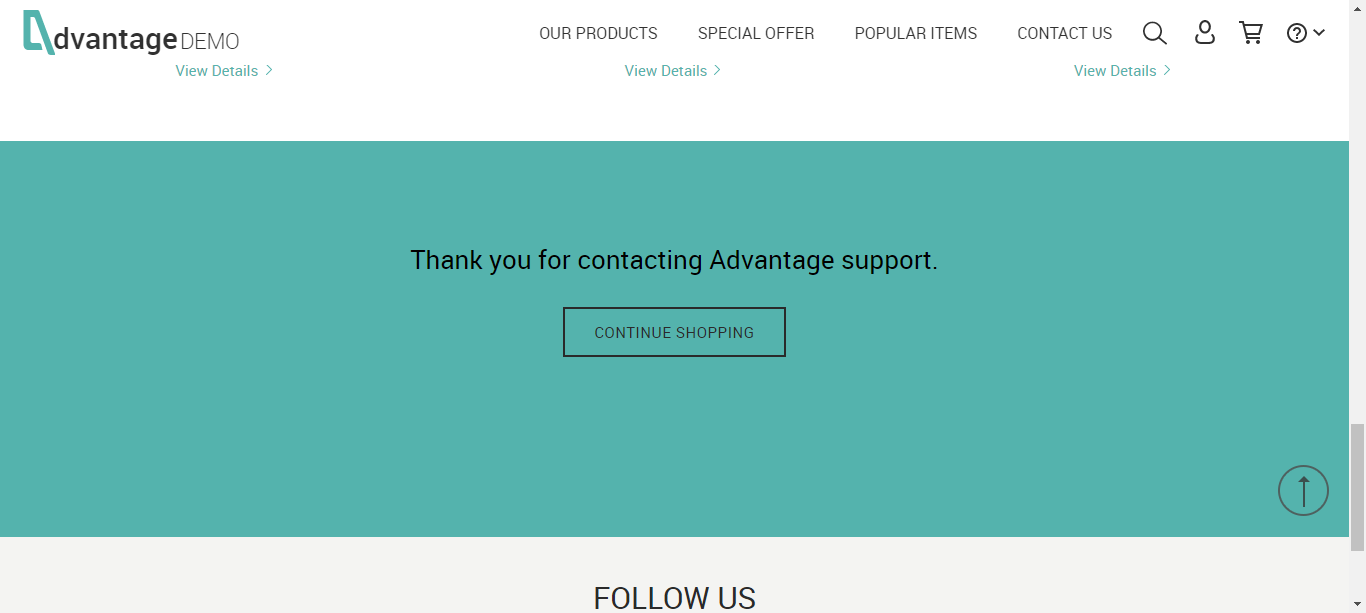 dvantage DEMO
OUR PRODUCTS SPECIAL OFFER POPULAR ITEMS CONTACT US
View Details View Details View Details
Thank you for contacting Advantage support.
CONTINUE SHOPPING
FOLLOW US